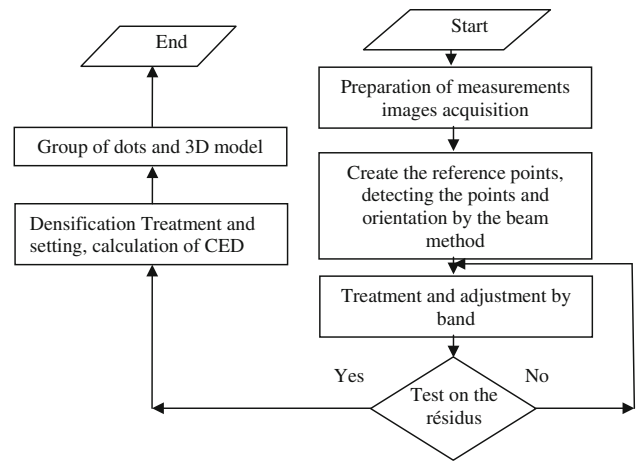 Start
Preparation of measurements
images acquisition
Create the reference points,
detecting the points and
orientation by the beam
method
Treatment and adjustment by
band
Test on the
résidus
Yes
No
Densification Treatment and
setting, calculation of CED
Group of dots and 3D model
End